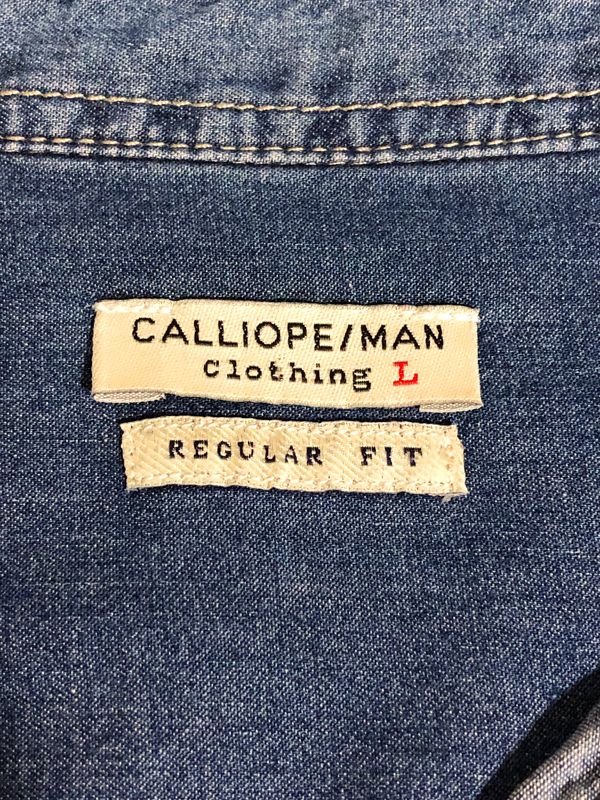 CALLIOPE/MAN
Clothing L
REGULAR FIT